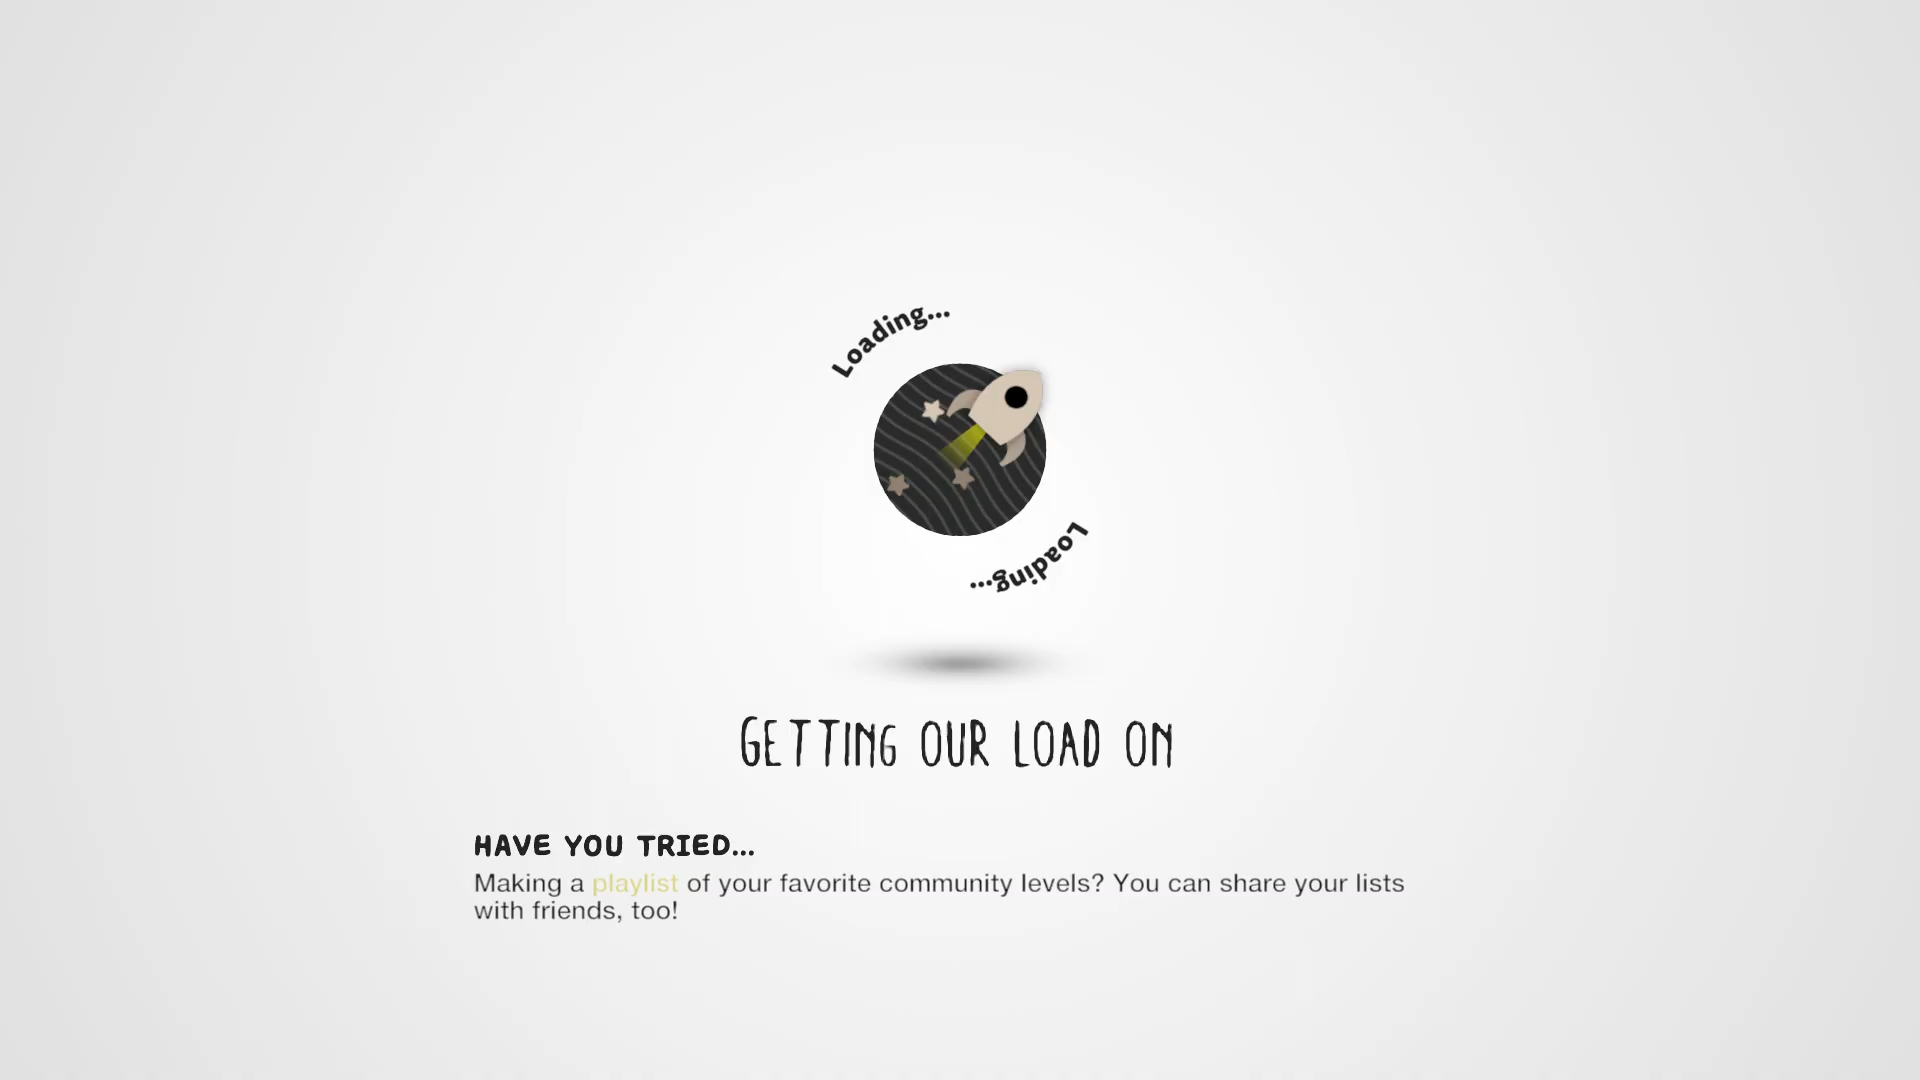 Loading...
Loading...
GETTING OUR LOAD ON
HAVE YOU TRIED...
Making a playlist of your favorite community levels? You can share your lists
with friends, too!